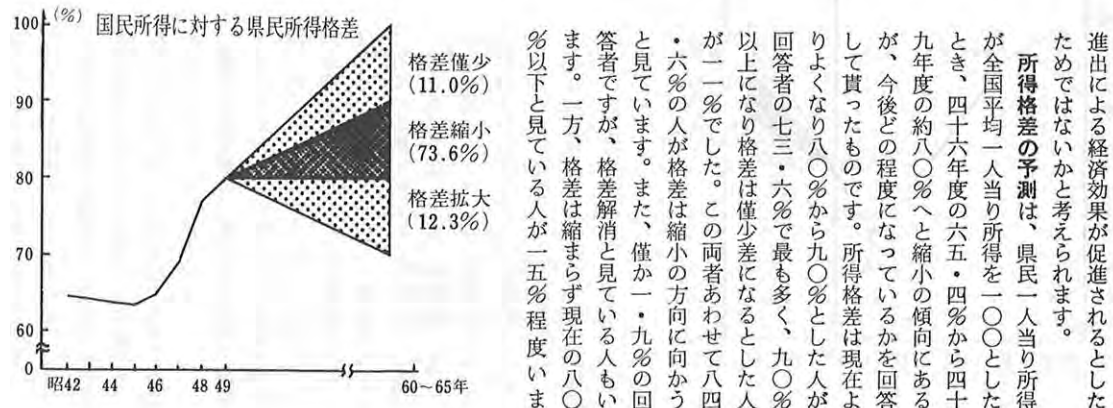 進出による経済効果が促進されるとした
ためではないかと考えられます。
所得格差の予測は、県民一人当り所得
が全国平均一人当り所得を一〇〇とした
とき、四十六年度の六五・四%から四十
九年度の約八〇%へと縮小の傾向にある
が、今後どの程度になっているかを回答
して貰ったものです。所得格差は現在よ
りよくなり八〇%から九〇%とした人が
回答者の七三・六%で最も多く、九〇%
以上になり格差は僅少差になるとした人
が一一%でした。この両者あわせて八四
・六%の人が格差は縮小の方向に向かう
と見ています。また、僅か一・九%の回
答者ですが、格差解消と見ている人もい
ます。一方、格差は縮まらず現在の八〇
%以下と見ている人が一五%程度いま
国民所得に対する県民所得格差
(%)
100
90
80
70
60
0
昭42
44
46
48
49
60~65年
格差僅少
(11.0%)
格差縮小
(73.6%)
格差拡大
(12.3%)